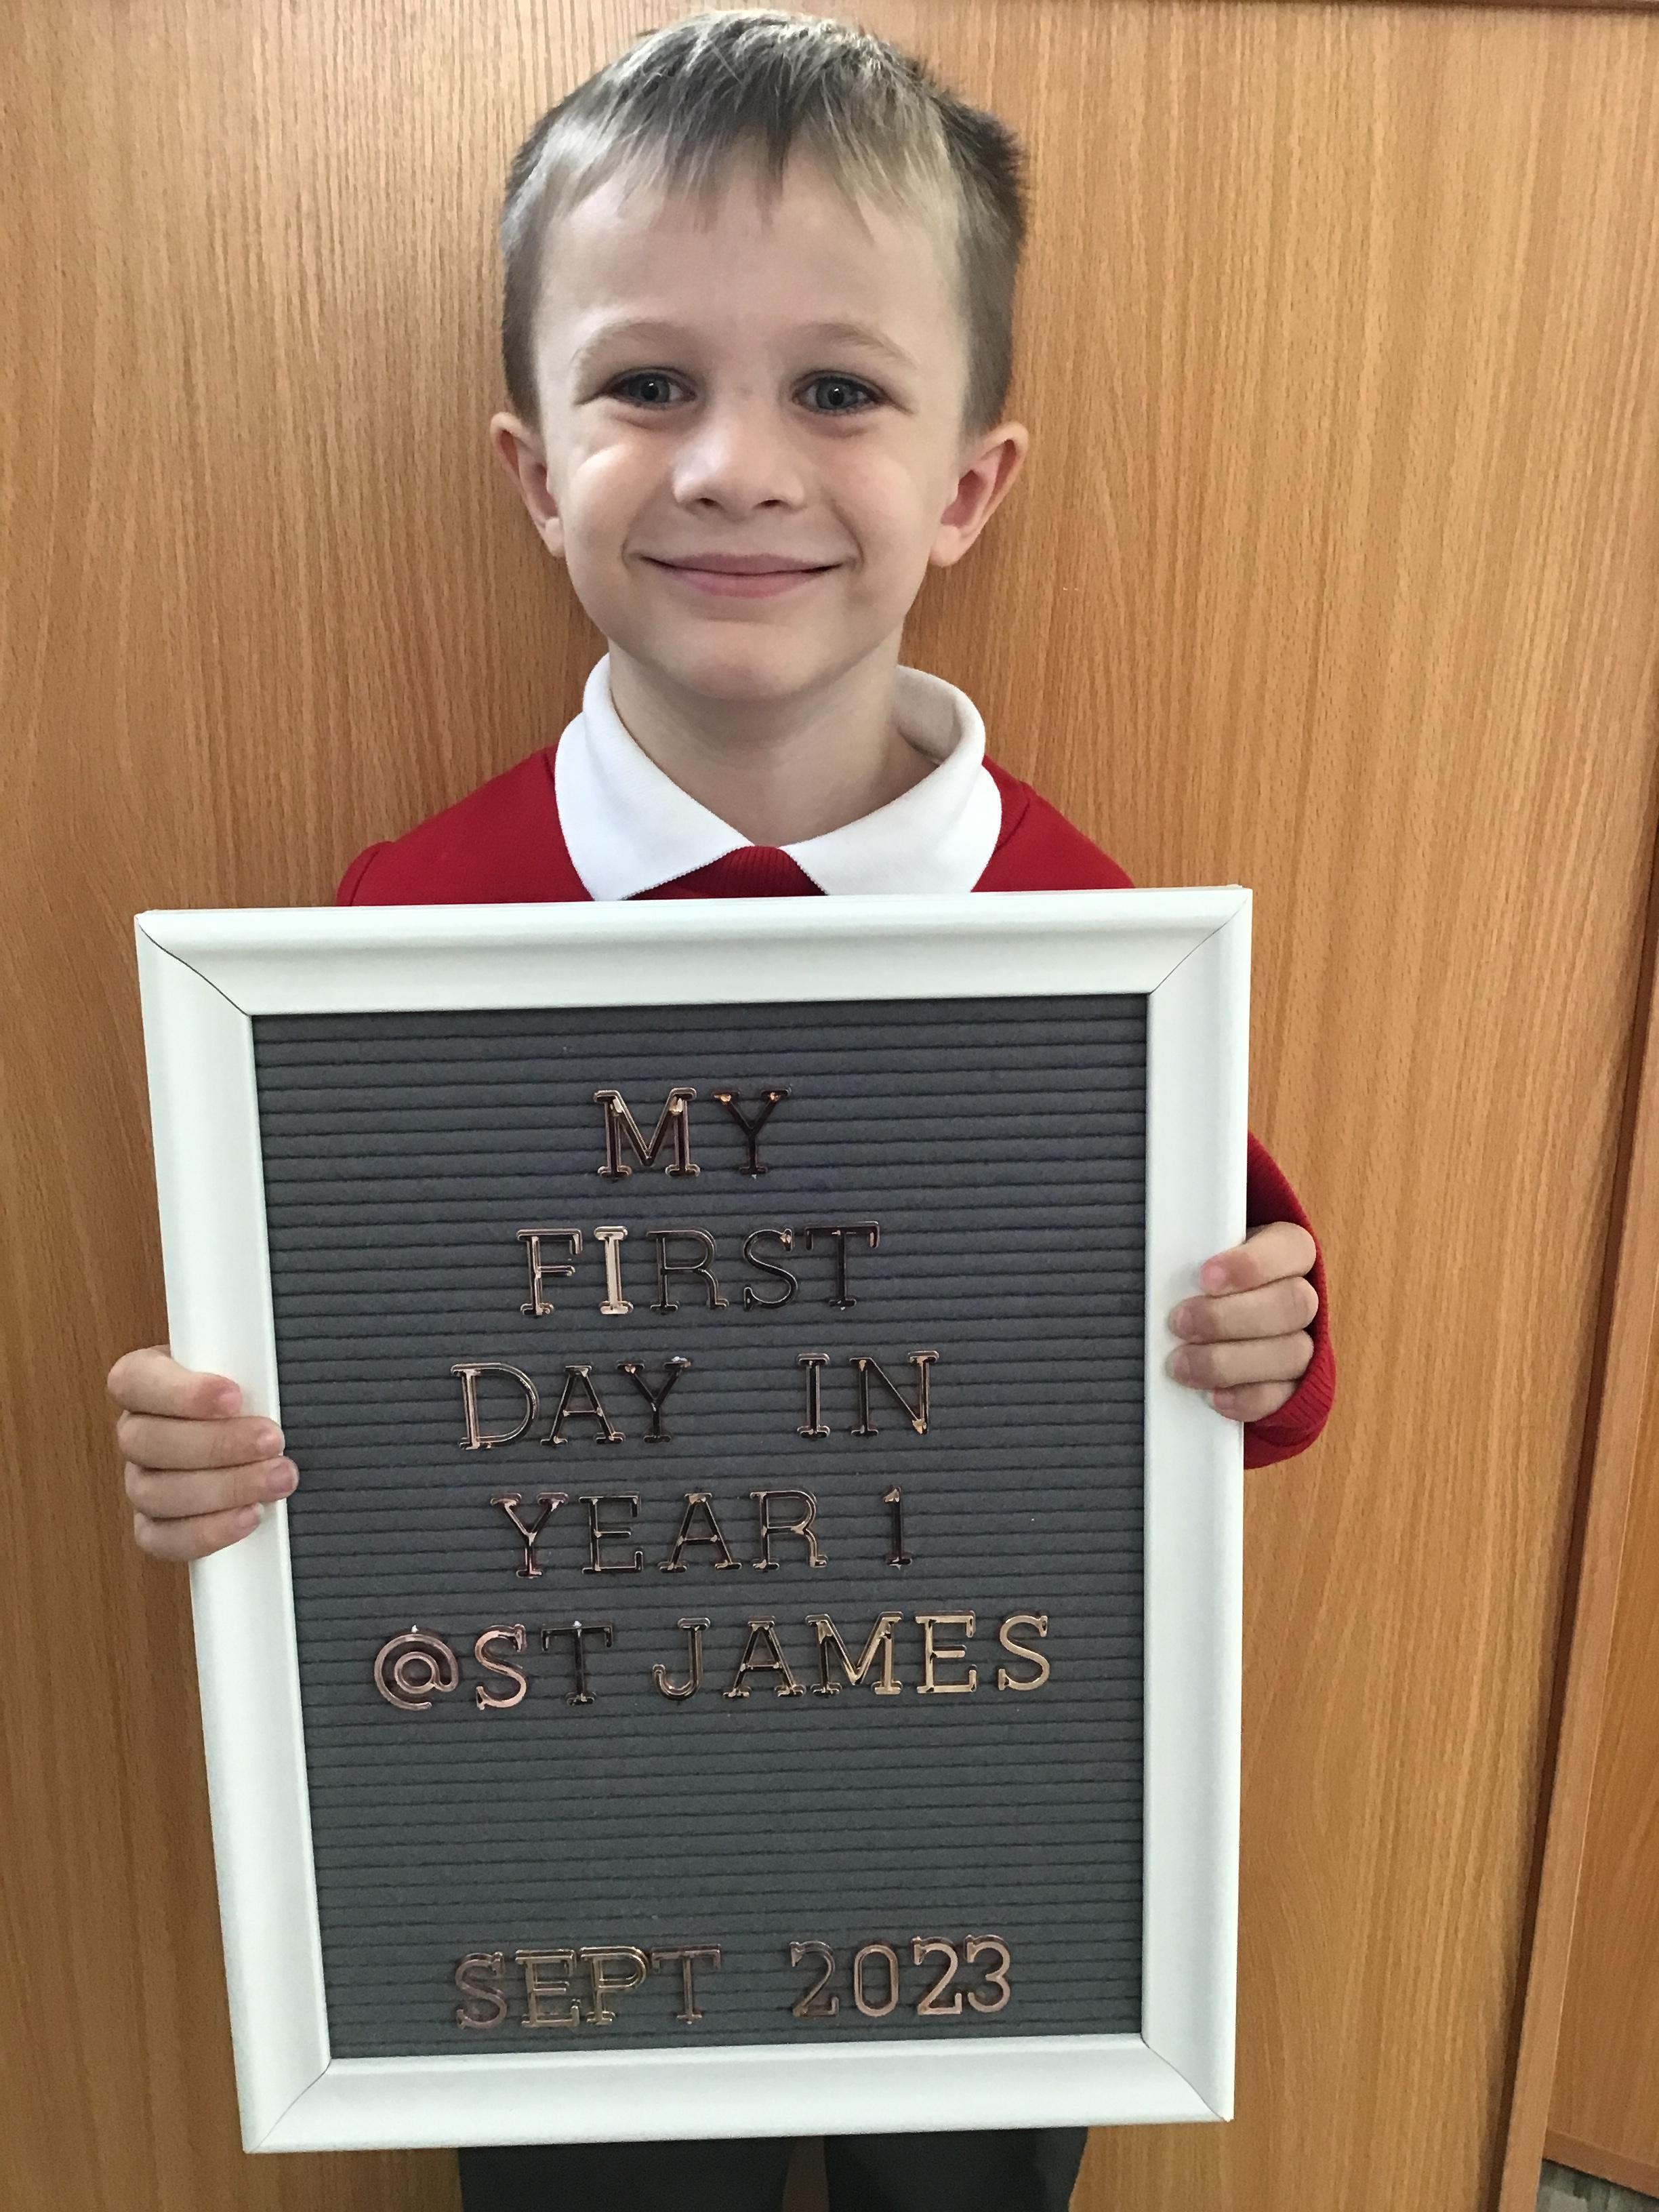 MY
FIRST
DAY IN
YEAR 1
@ST JAMES
SEPT 2023